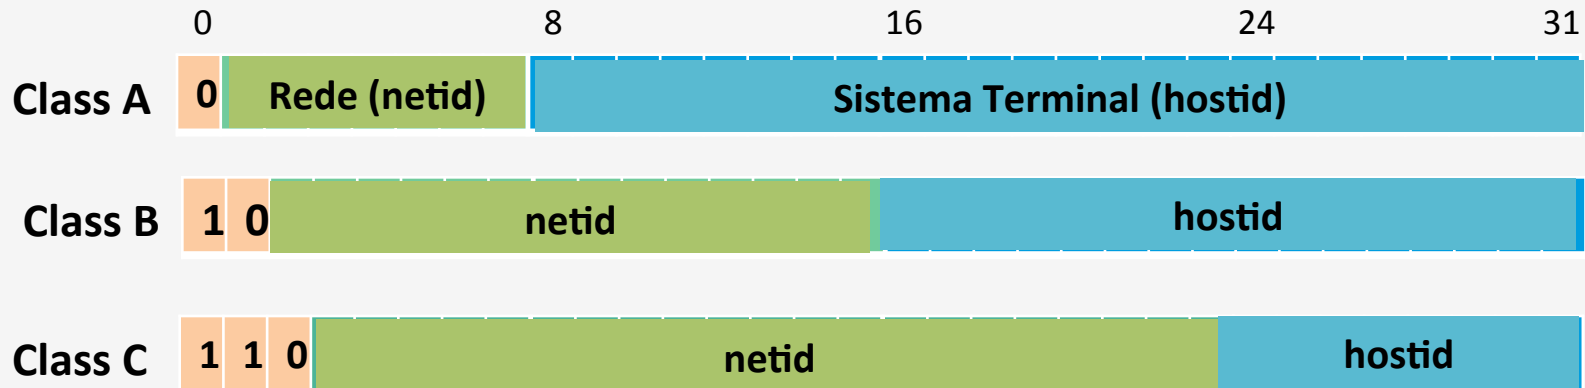 0 8 16 24 31
Class A 0 Rede (netid) Sistema Terminal (hostid)
Class B 1 0 netid hostid
Class C 1 1 0 netid hostid